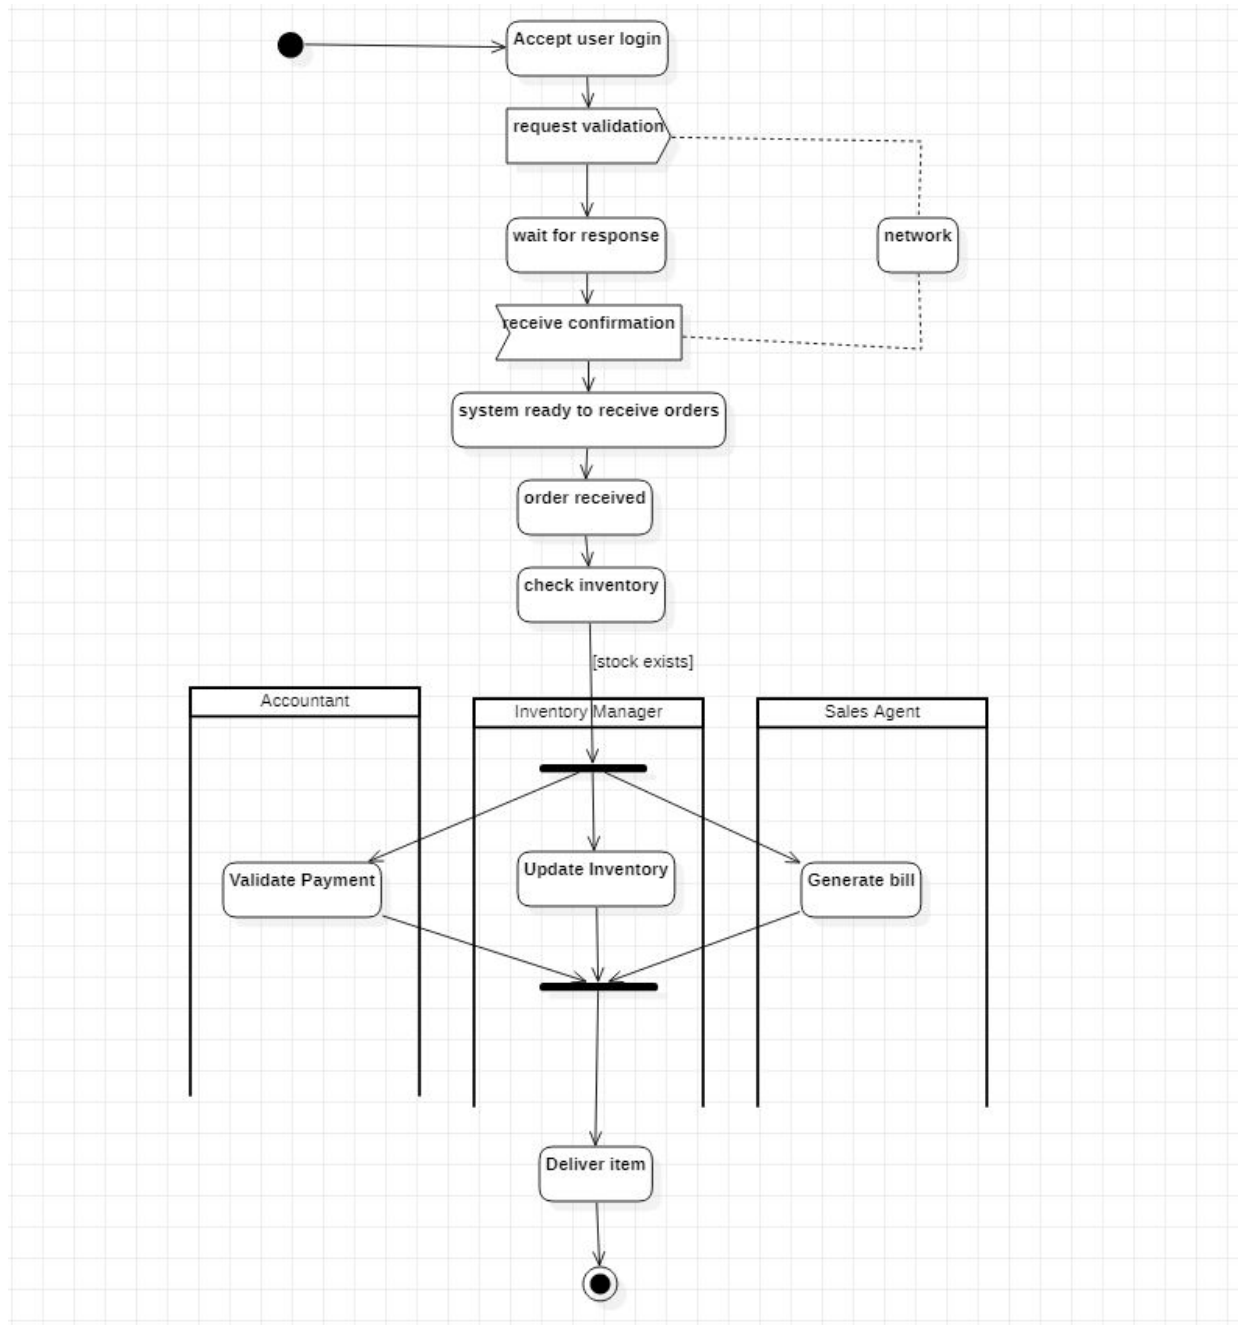 Accept user login
request validation
wait for response
network
receive confirmation
system ready to receive orders
order received
check inventory
[stock exists]
Accountant
Inventory Manager
Sales Agent
Validate Payment
Update Inventory
Generate bill
Deliver item